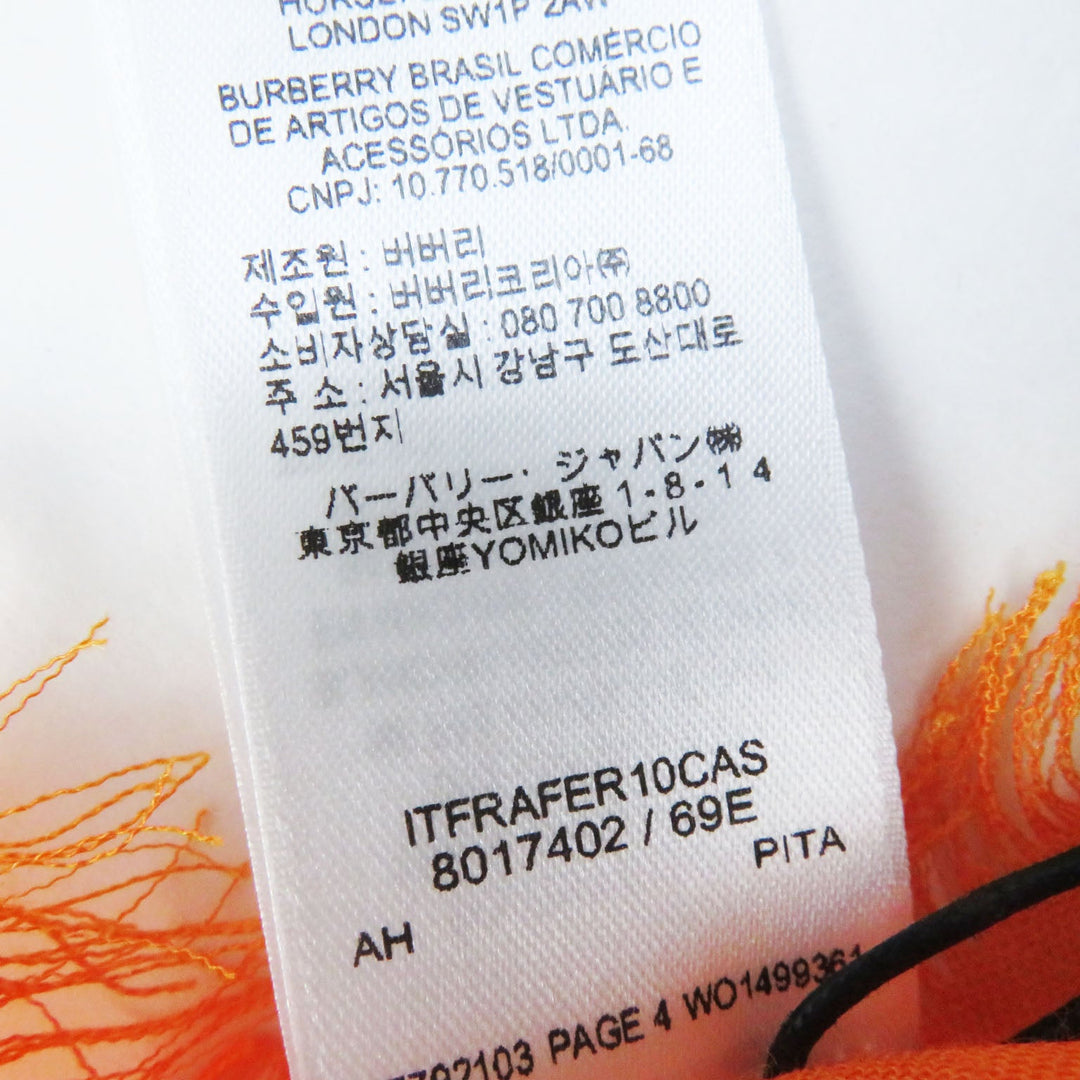 LONDON SW1P 2AW
BURBERRY BRASIL COMÉRCIO
DE ARTIGOS DE VESTUÁRIO E
ACESSÓRIOS LTDA.
CNPJ: 10.770.518/0001-68
제조원 : 버버리
수입원 : 버버리코리아㈜
소비자상담실 : 080 700 8800
주 소 : 서울시 강남구 도산대로
459번지
バーバリー・ジャパン㈱
東京都中央区銀座 1-8-14
銀座YOMIKOビル
ITFRAFER10CAS
8017402 / 69E
PITA
AH
PAGE 4 WO1499361